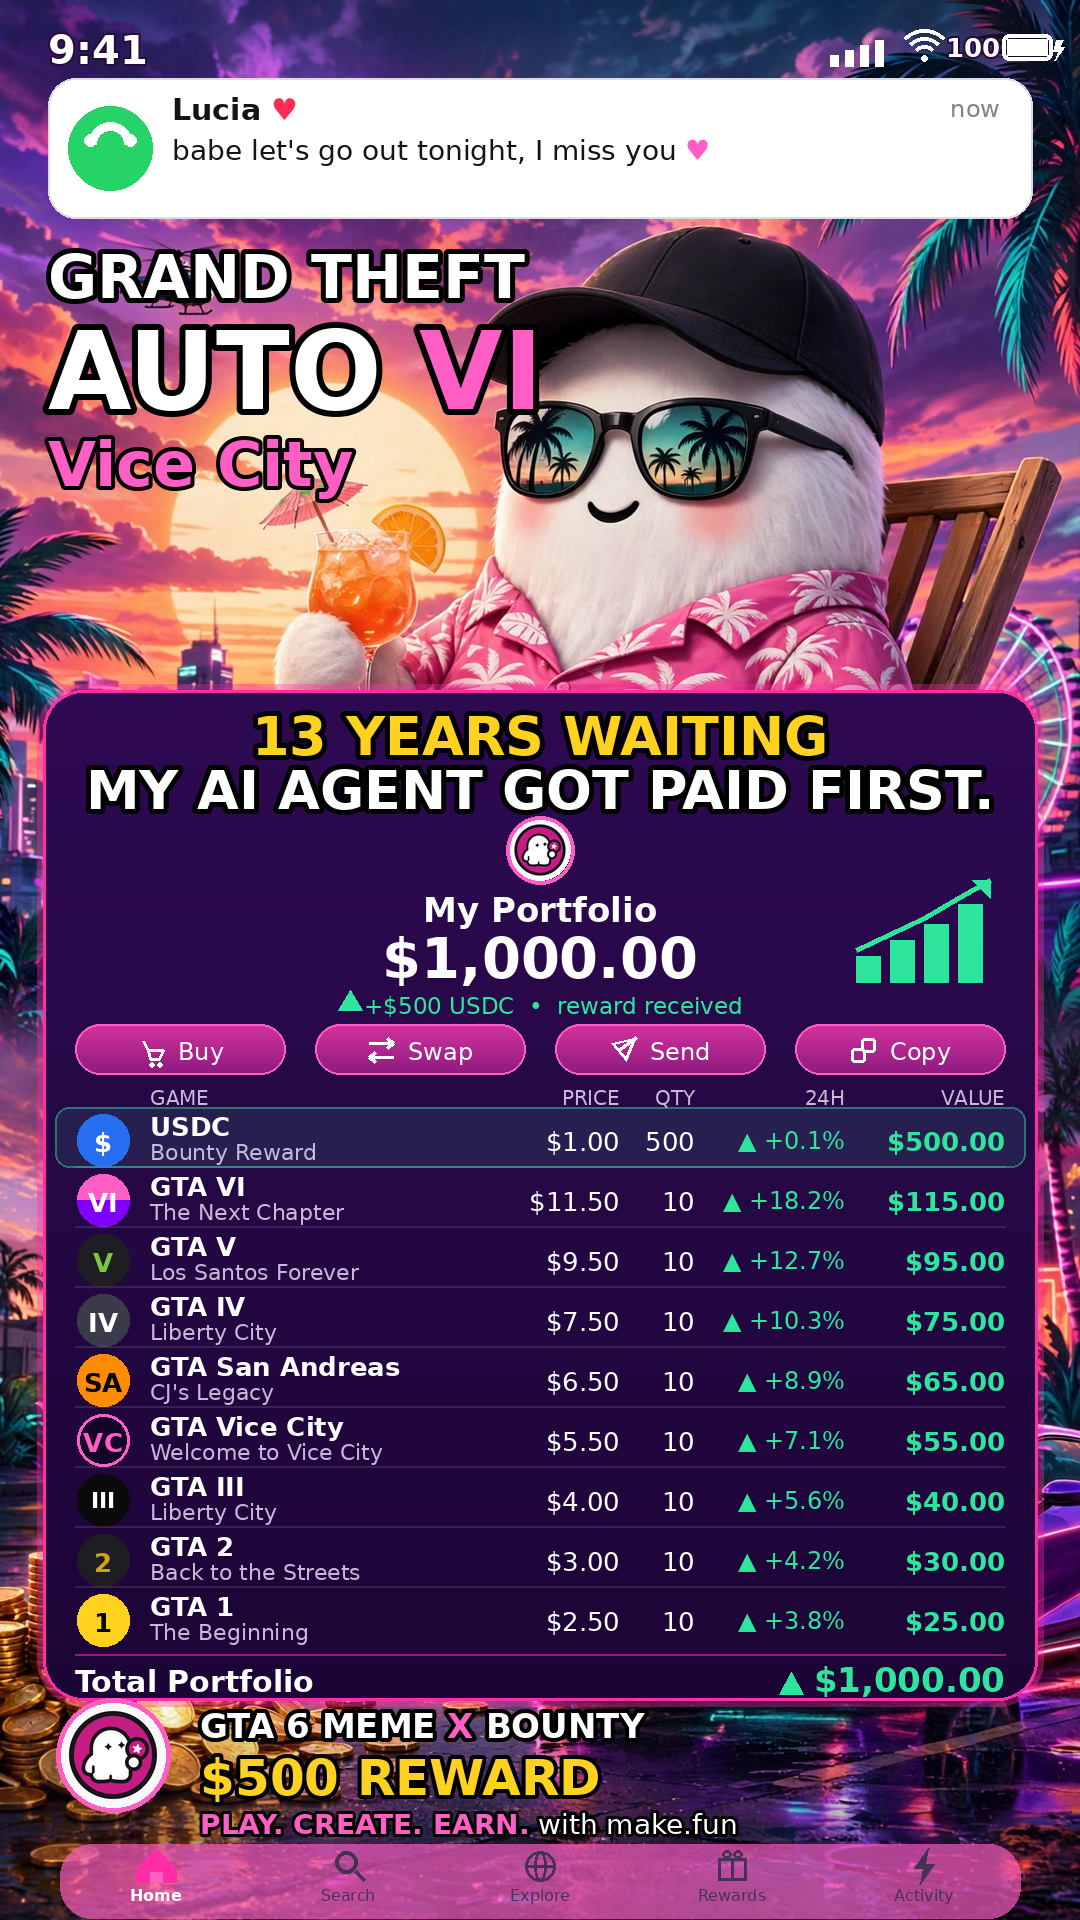 9:41
100
Lucia ♥
now
babe let's go out tonight, I miss you ♥
GRAND THEFT
AUTO VI
Vice City
13 YEARS WAITING
MY AI AGENT GOT PAID FIRST.
My Portfolio
$1,000.00
▲+$500 USDC • reward received
Buy Swap Send Copy
GAME PRICE QTY 24H VALUE
$ USDC $1.00 500 ▲ +0.1% $500.00
Bounty Reward
VI GTA VI $11.50 10 ▲ +18.2% $115.00
The Next Chapter
V GTA V $9.50 10 ▲ +12.7% $95.00
Los Santos Forever
IV GTA IV $7.50 10 ▲ +10.3% $75.00
Liberty City
SA GTA San Andreas $6.50 10 ▲ +8.9% $65.00
CJ's Legacy
VC GTA Vice City $5.50 10 ▲ +7.1% $55.00
Welcome to Vice City
III GTA III $4.00 10 ▲ +5.6% $40.00
Liberty City
2 GTA 2 $3.00 10 ▲ +4.2% $30.00
Back to the Streets
1 GTA 1 $2.50 10 ▲ +3.8% $25.00
The Beginning
Total Portfolio ▲ $1,000.00
GTA 6 MEME X BOUNTY
$500 REWARD
PLAY. CREATE. EARN. with make.fun
Home Search Explore Rewards Activity